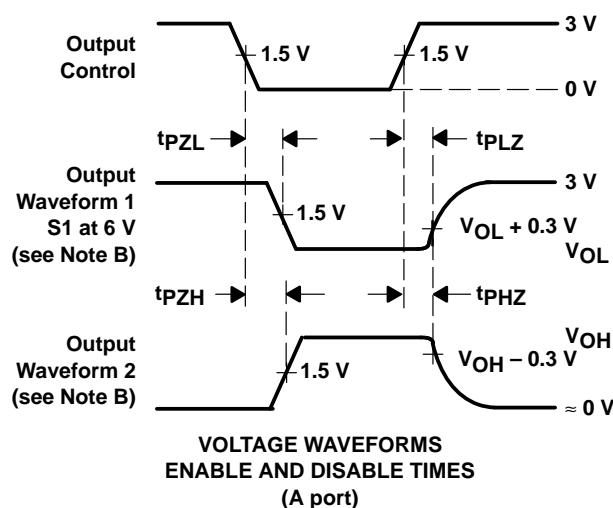 3 V
Output
Control
1.5 V
1.5 V
0 V
tPZL
tPLZ
Output
Waveform 1
S1 at 6 V
(see Note B)
3 V
1.5 V
VOL + 0.3 V
VOL
tPZH
tPHZ
Output
Waveform 2
(see Note B)
VOH
VOH – 0.3 V
1.5 V
≈ 0 V
VOLTAGE WAVEFORMS
ENABLE AND DISABLE TIMES
(A port)